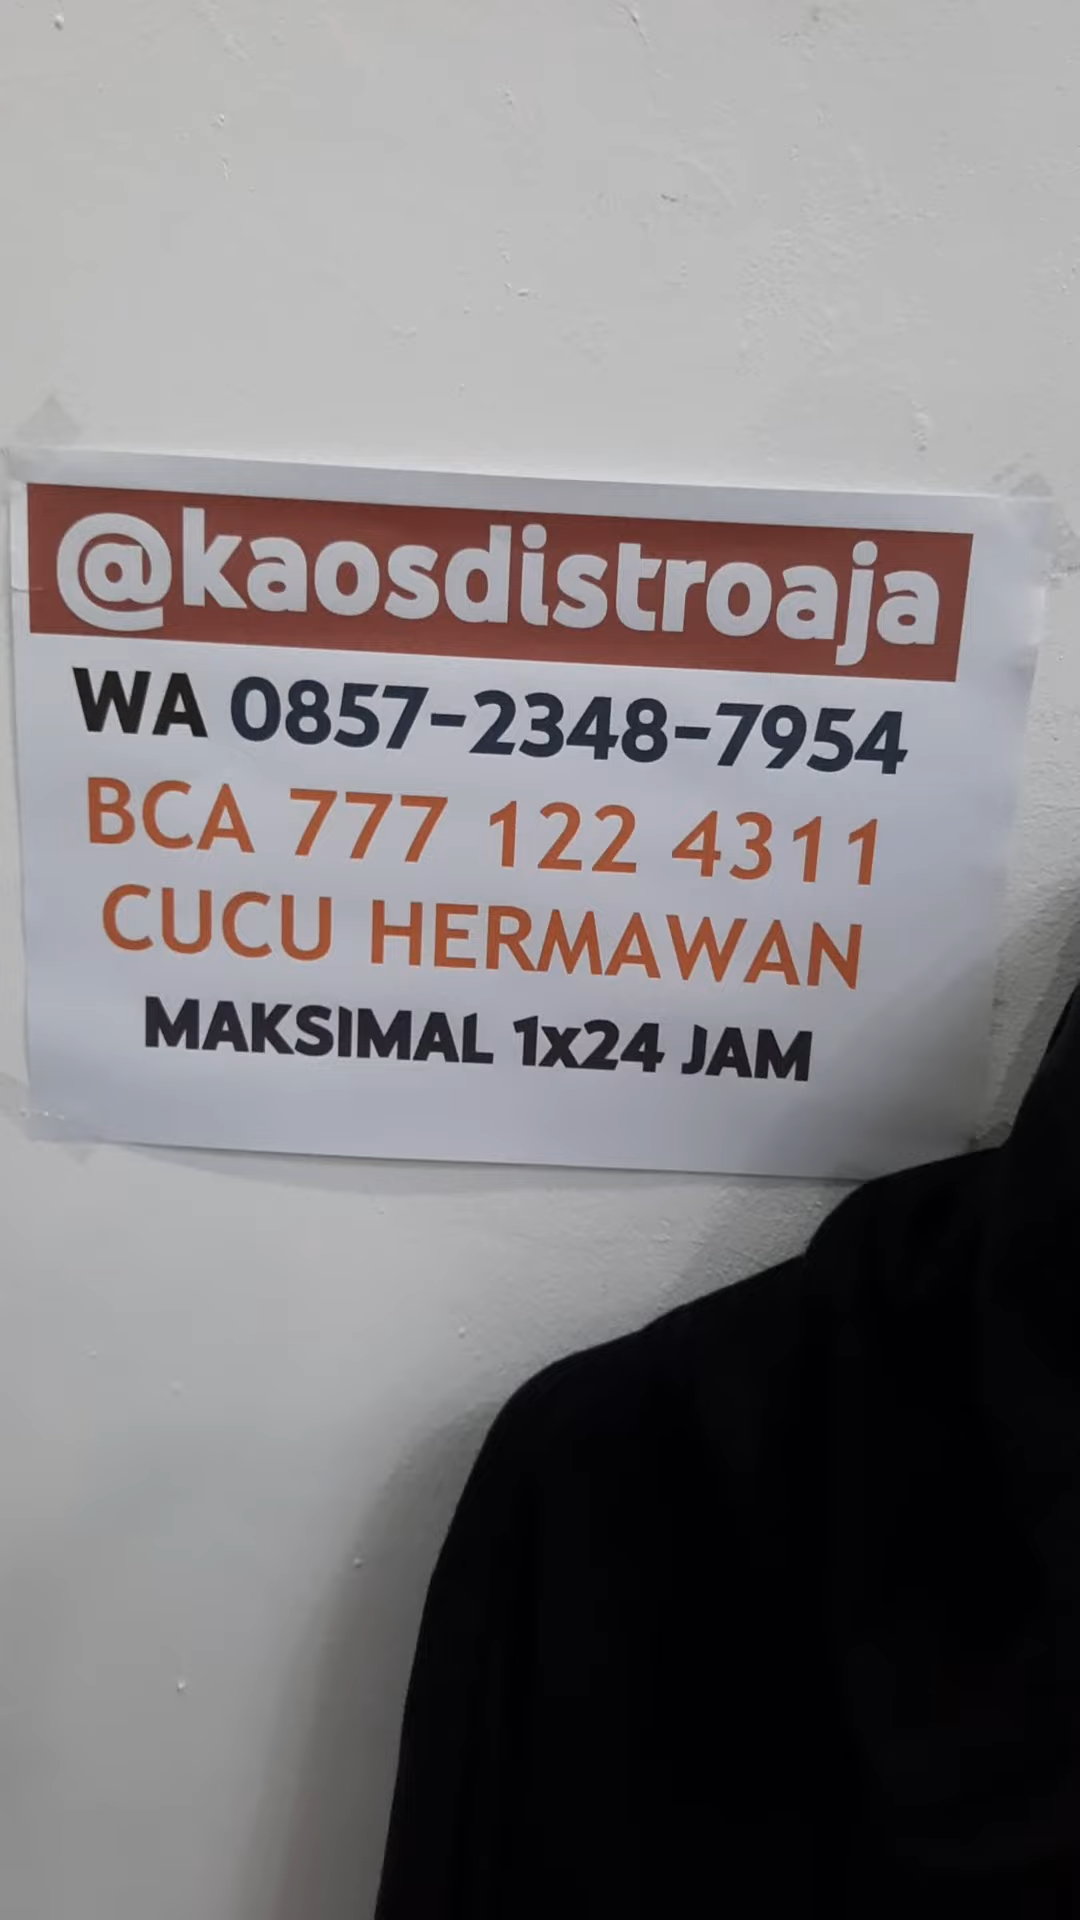 @kaosdistroaja
WA 0857-2348-7954
BCA 777 122 4311
CUCU HERMAWAN
MAKSIMAL 1x24 JAM